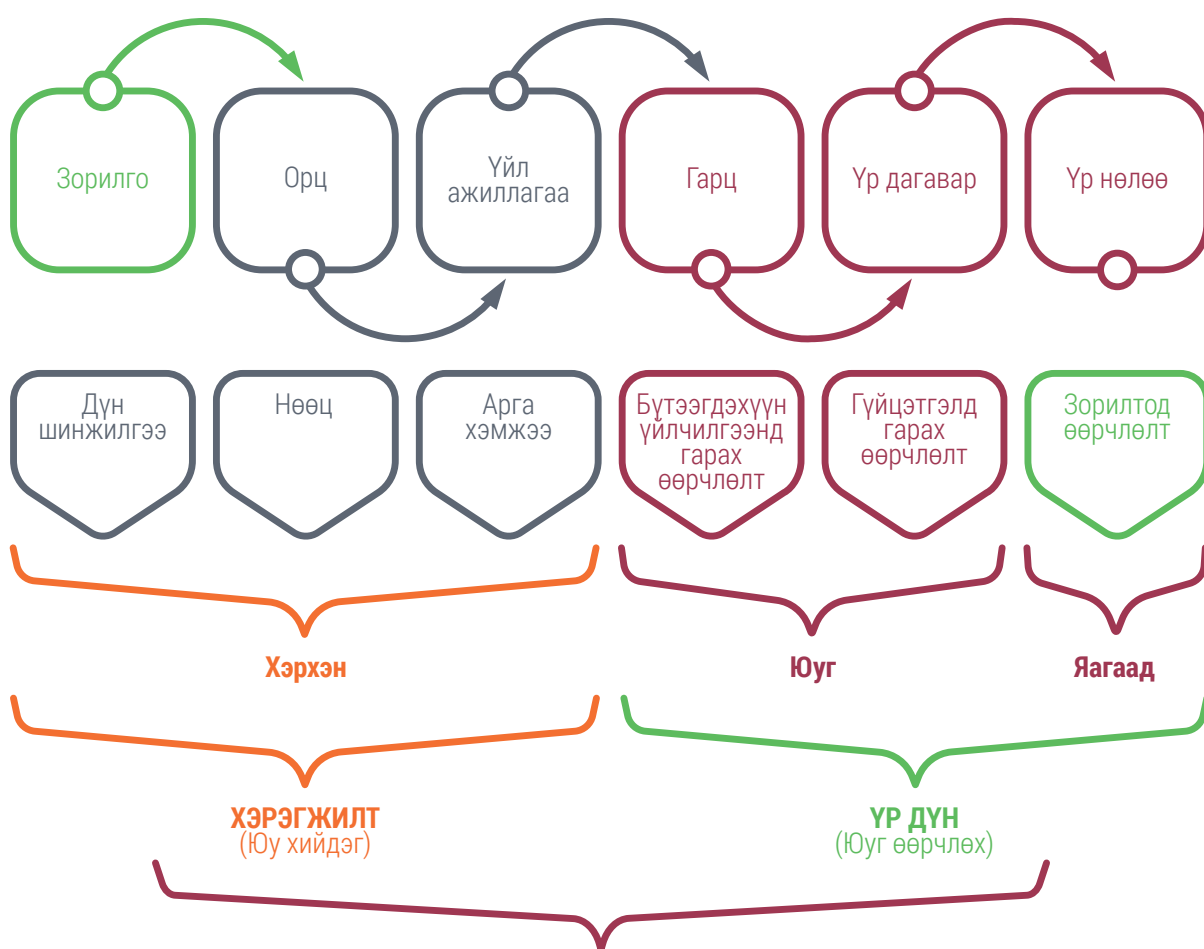 Зорилго
Орц
Үйл
ажиллагаа
Гарц
Үр дагавар
Үр нөлөө
Дүн
шинжилгээ
Нөөц
Арга
хэмжээ
Бүтээгдэхүүн
үйлчилгээнд
гарах
өөрчлөлт
Гүйцэтгэлд
гарах
өөрчлөлт
Зорилтод
өөрчлөлт
Хэрхэн
Юуг
Яагаад
ХЭРЭГЖИЛТ
(Юу хийдэг)
ҮР ДҮН
(Юуг өөрчлөх)